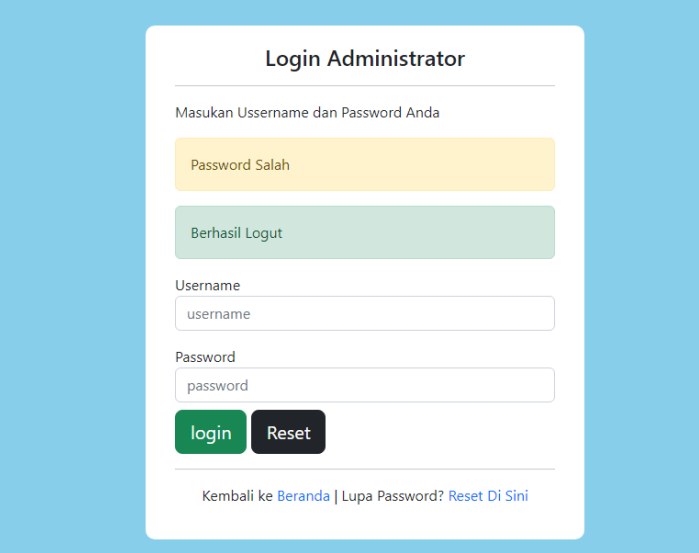 Login Administrator
Masukan Ussername dan Password Anda
Password Salah
Berhasil Logut
Username
username
Password
password
login Reset
Kembali ke Beranda | Lupa Password? Reset Di Sini